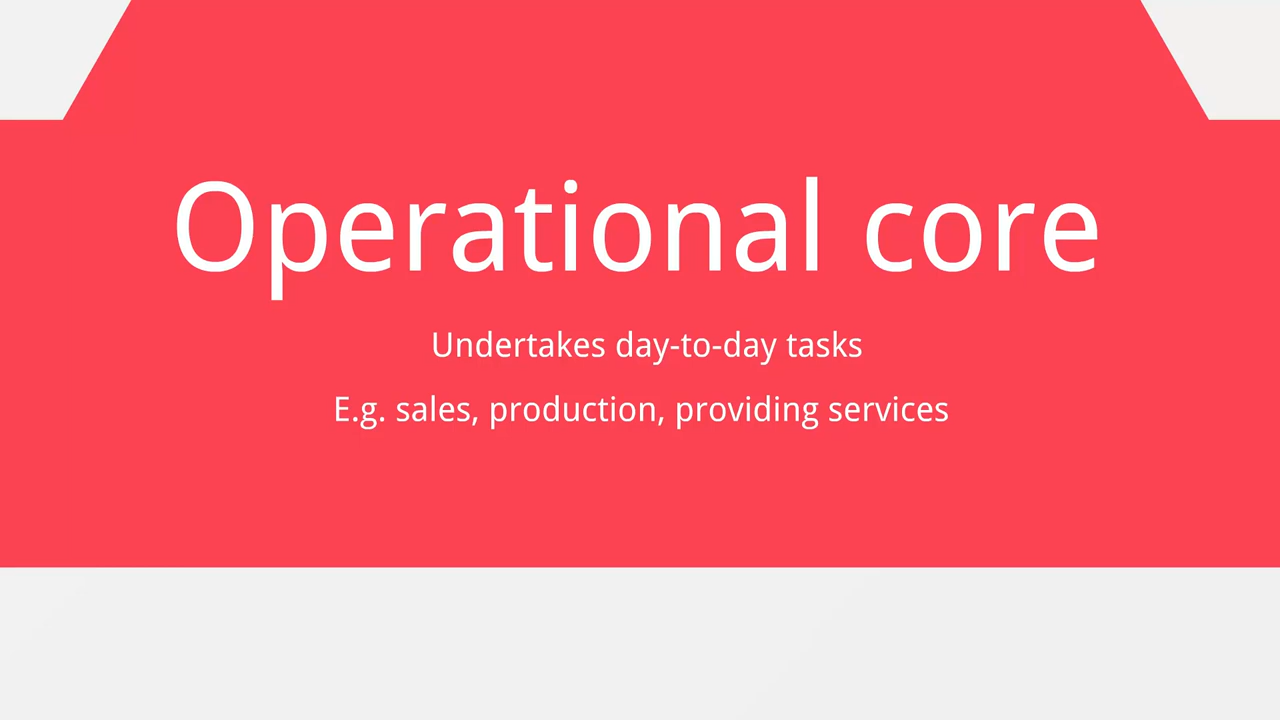 Operational core
Undertakes day-to-day tasks
E.g. sales, production, providing services